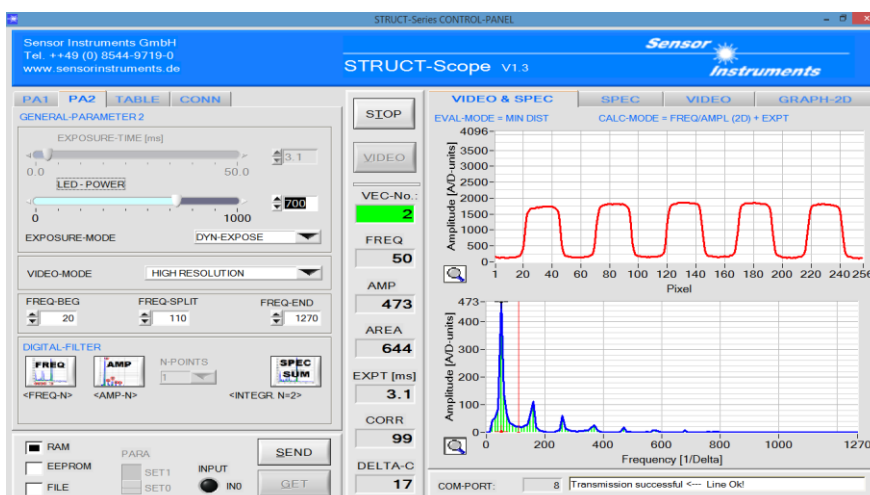 STRUCT-Series CONTROL-PANEL
Sensor Instruments GmbH
Tel. ++49 (0) 8544-9719-0
www.sensorinstruments.de
STRUCT-Scope V1.3
Sensor
Instruments
PA1 PA2 TABLE CONN
GENERAL-PARAMETER 2
EXPOSURE-TIME [ms]
3.1
0.0 50.0
LED - POWER
700
0 1000
EXPOSURE-MODE DYN-EXPOSE
VIDEO-MODE HIGH RESOLUTION
FREQ-BEG FREQ-SPLIT FREQ-END
20 110 1270
DIGITAL-FILTER
FREQ AMP N-POINTS SPEC SUM
1
<FREQ-N> <AMP-N> <INTEGR. N=2>
RAM
EEPROM
FILE
PARA
SET1
SET0
INPUT
IN0
SEND
GET
STOP
VIDEO
VEC-No.:
2
FREQ
50
AMP
473
AREA
644
EXPT [ms]
3.1
CORR
99
DELTA-C
17
VIDEO & SPEC SPEC VIDEO GRAPH-2D
EVAL-MODE = MIN DIST CALC-MODE = FREQ/AMPL (2D) + EXPT
Amplitude [A/D-units]
4096
3500
3000
2500
2000
1500
1000
500
0
1 20 40 60 80 100 120 140 160 180 200 220 240 256
Pixel
Amplitude [A/D-units]
473
400
300
200
100
0
0 200 400 600 800 1000 1270
Frequency [1/Delta]
COM-PORT: 8 Transmission successful <--- Line Ok!